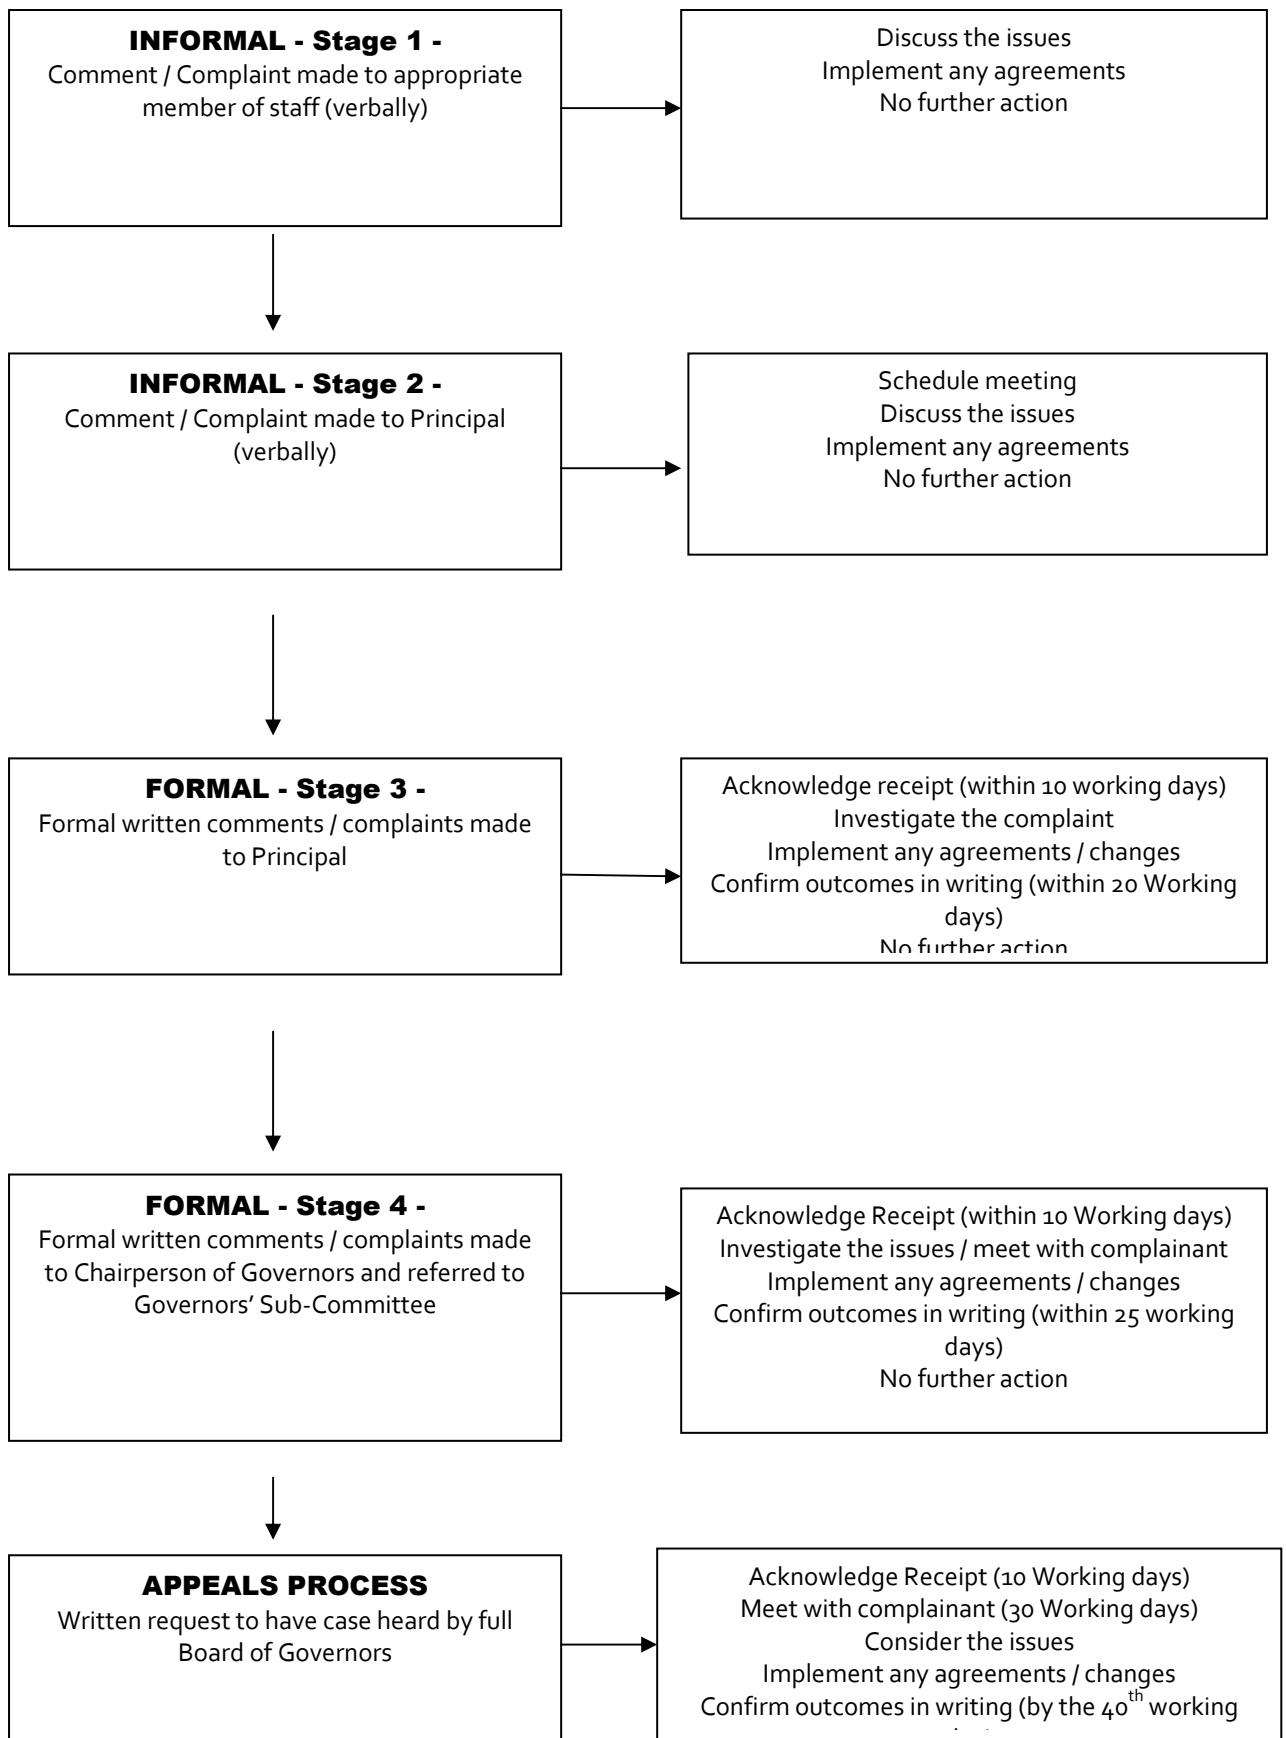 INFORMAL - Stage 1 -
Comment / Complaint made to appropriate
member of staff (verbally)
Discuss the issues
Implement any agreements
No further action
INFORMAL - Stage 2 -
Comment / Complaint made to Principal
(verbally)
Schedule meeting
Discuss the issues
Implement any agreements
No further action
FORMAL - Stage 3 -
Formal written comments / complaints made
to Principal
Acknowledge receipt (within 10 working days)
Investigate the complaint
Implement any agreements / changes
Confirm outcomes in writing (within 20 Working
days)
No further action
FORMAL - Stage 4 -
Formal written comments / complaints made
to Chairperson of Governors and referred to
Governors’ Sub-Committee
Acknowledge Receipt (within 10 Working days)
Investigate the issues / meet with complainant
Implement any agreements / changes
Confirm outcomes in writing (within 25 working
days)
No further action
APPEALS PROCESS
Written request to have case heard by full
Board of Governors
Acknowledge Receipt (10 Working days)
Meet with complainant (30 Working days)
Consider the issues
Implement any agreements / changes
Confirm outcomes in writing (by the 40th working